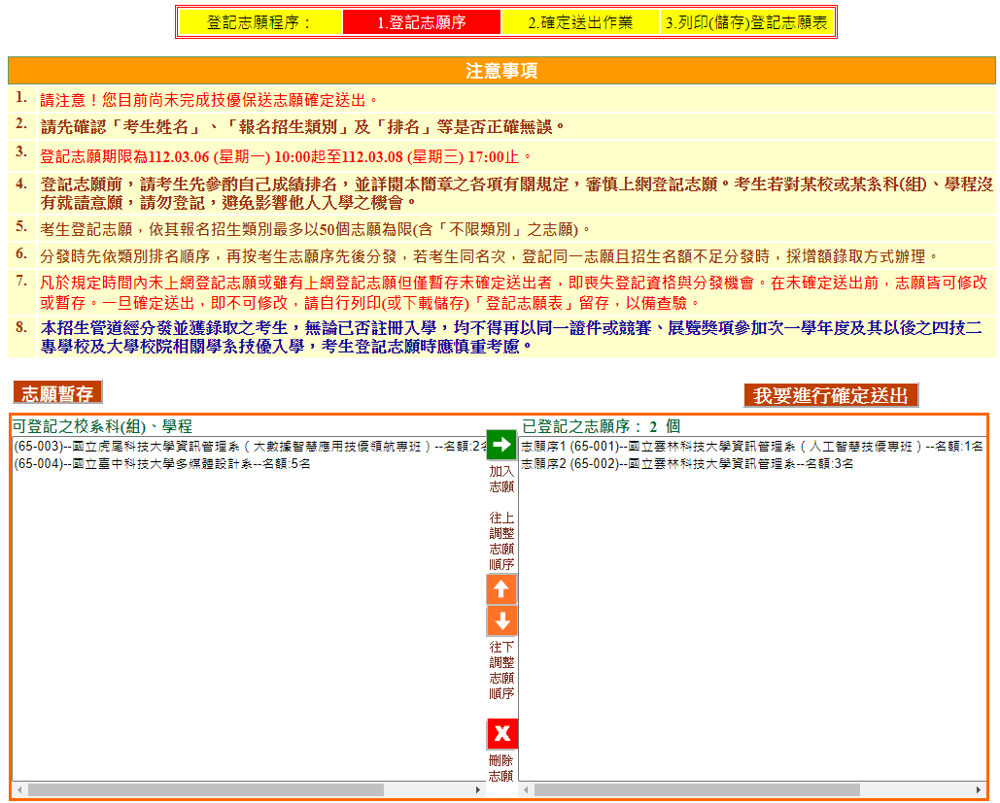 登記志願程序： 1.登記志願序 2.確定送出作業 3.列印(儲存)登記志願表
注意事項
1. 請注意！您目前尚未完成技優保送志願確定送出。
2. 請先確認「考生姓名」、「報名招生類別」及「排名」等是否正確無誤。
3. 登記志願期限為112.03.06 (星期一) 10:00起至112.03.08 (星期三) 17:00止。
4. 登記志願前，請考生先參酌自己成績排名，並詳閱本簡章之各項有關規定，審慎上網登記志願。考生若對某校或某系科(組)、學程沒
有就讀意願，請勿登記，避免影響他人入學之機會。
5. 考生登記志願，依其報名招生類別最多以50個志願為限(含「不限類別」之志願)。
6. 分發時先依類別排名順序，再按考生志願序先後分發，若考生同名次，登記同一志願且招生名額不足分發時，採增額錄取方式辦理。
7. 凡於規定時間內未上網登記志願或雖有上網登記志願但僅暫存未確定送出者，即喪失登記資格與分發機會。在未確定送出前，志願皆可修改
或暫存。一旦確定送出，即不可修改，請自行列印(或下載儲存)「登記志願表」留存，以備查驗。
8. 本招生管道經分發並獲錄取之考生，無論已否註冊入學，均不得再以同一證件或競賽、展覽獎項參加次一學年度及其以後之四技二
專學校及大學校院相關學系技優入學，考生登記志願時應慎重考慮。
志願暫存
我要進行確定送出
可登記之校系科(組)、學程
(65-003)--國立虎尾科技大學資訊管理系（大數據智慧應用技優領航專班）--名額:2
(65-004)--國立臺中科技大學多媒體設計系--名額:5名
加入
志願
往上
調整
志願
順序
往下
調整
志願
順序
刪除
志願
已登記之志願序： 2 個
志願序1 (65-001)--國立雲林科技大學資訊管理系（人工智慧技優專班）--名額:1名
志願序2 (65-002)--國立雲林科技大學資訊管理系--名額:3名